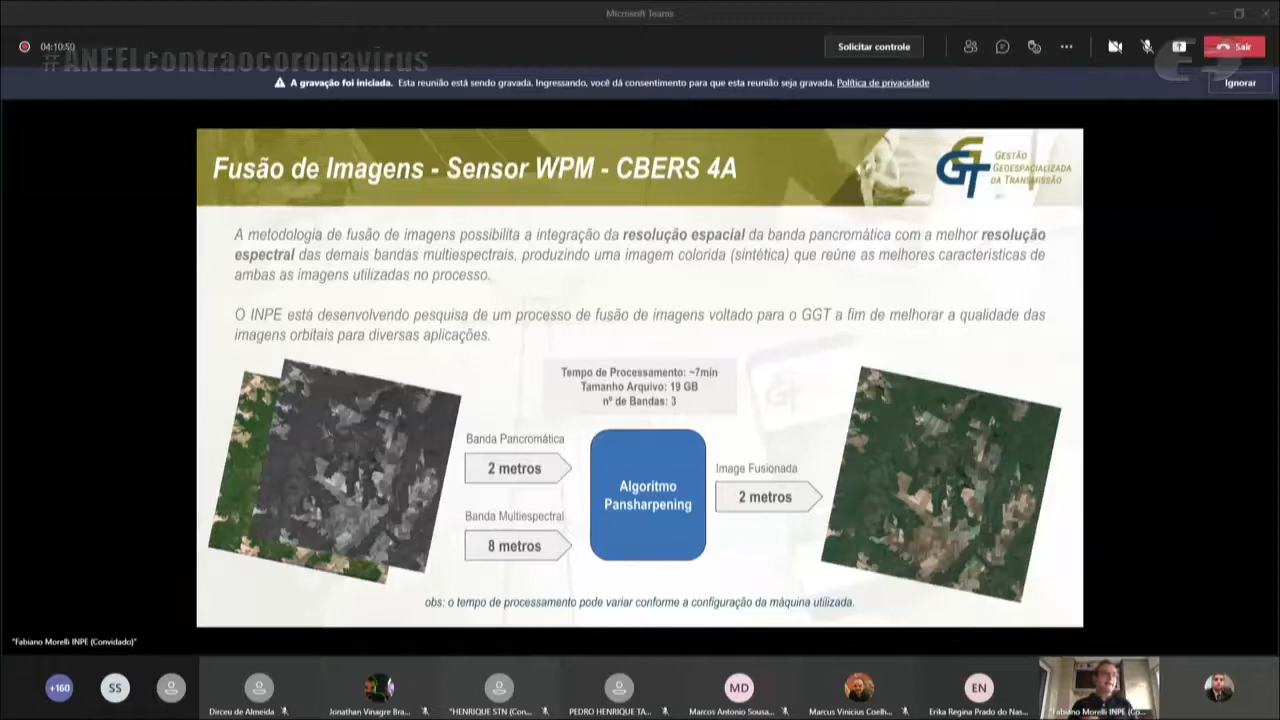 Microsoft Teams
04:10:50
#ANEELcontraocoronavirus
Solicitar controle
Sair
A gravação foi iniciada. Esta reunião está sendo gravada. Ingressando, você dá consentimento para que esta reunião seja gravada. Política de privacidade
Ignorar
Fusão de Imagens - Sensor WPM - CBERS 4A
GGT
GESTÃO
GEOESPACIALIZADA
DA TRANSMISSÃO
A metodologia de fusão de imagens possibilita a integração da resolução espacial da banda pancromática com a melhor resolução
espectral das demais bandas multiespectrais, produzindo uma imagem colorida (sintética) que reúne as melhores características de
ambas as imagens utilizadas no processo.
O INPE está desenvolvendo pesquisa de um processo de fusão de imagens voltado para o GGT a fim de melhorar a qualidade das
imagens orbitais para diversas aplicações.
Tempo de Processamento: ~7min
Tamanho Arquivo: 19 GB
nº de Bandas: 3
Banda Pancromática
2 metros
Banda Multiespectral
8 metros
Algoritmo
Pansharpening
Image Fusionada
2 metros
obs: o tempo de processamento pode variar conforme a configuração da máquina utilizada.
"Fabiano Morelli INPE (Convidado)"
+160
SS
MD
EN
Dirceu de Almeida
Jonathan Vinagre Bra...
"HENRIQUE STN (Con...
PEDRO HENRIQUE TA...
Marcos Antonio Sousa...
Marcus Vinicius Coelh...
Erika Regina Prado do Nas...
"Fabiano Morelli INPE (Co...